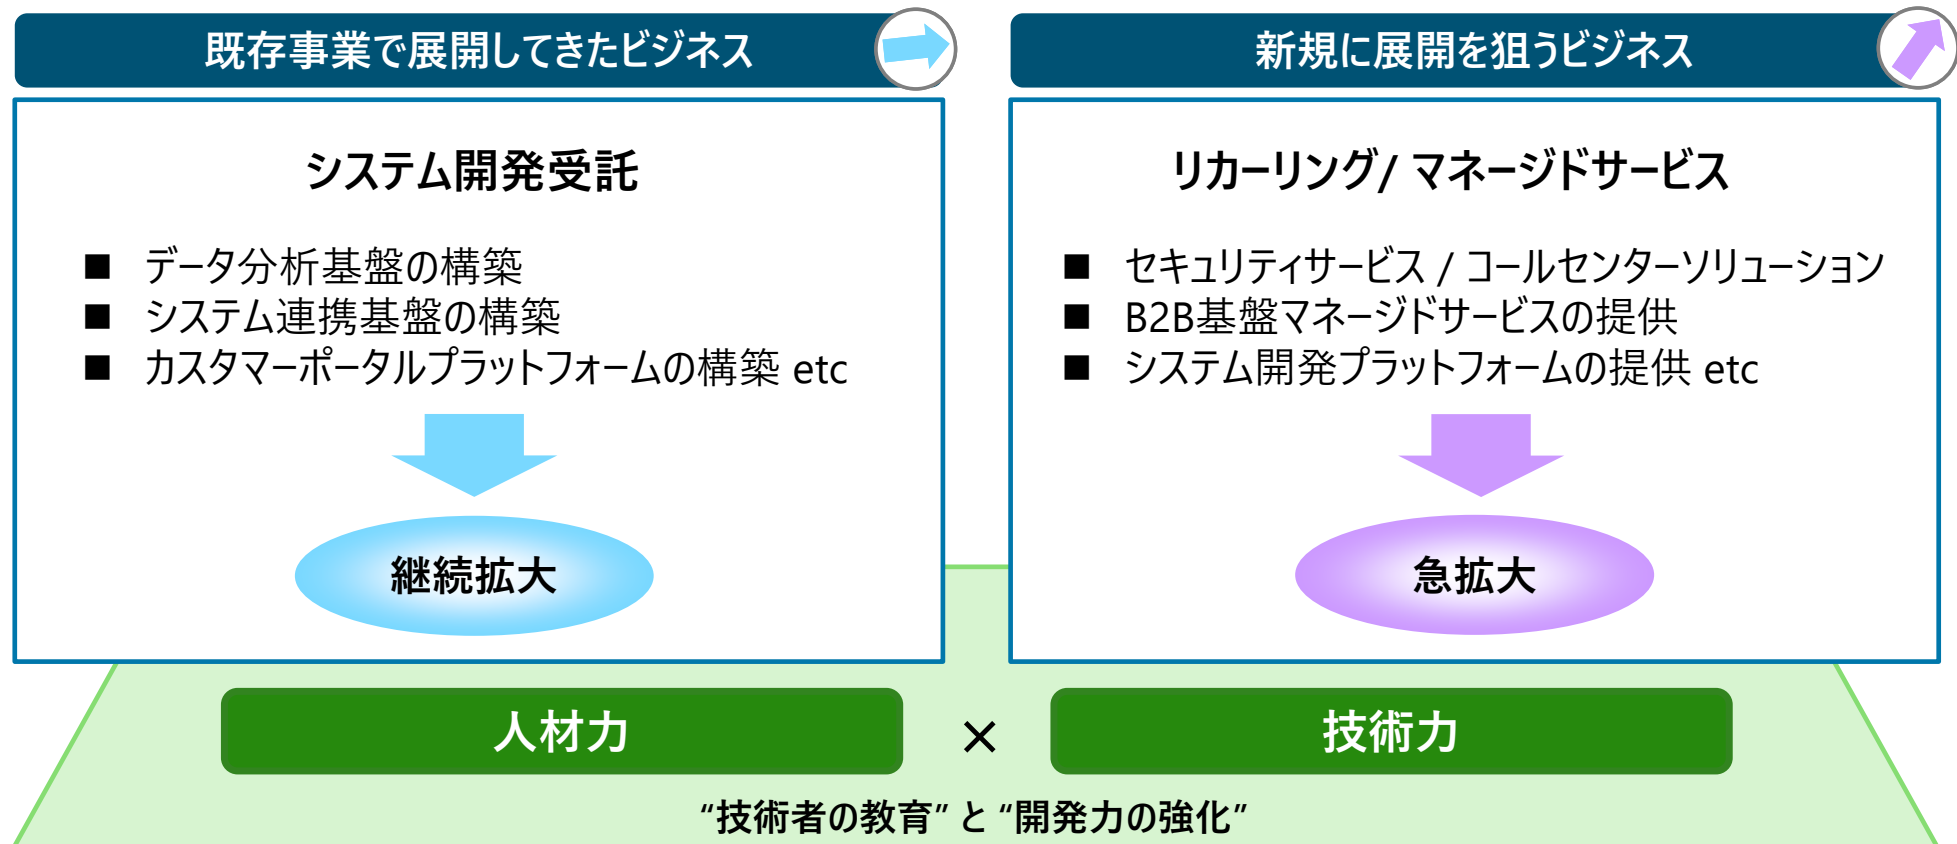 既存事業で展開してきたビジネス
システム開発受託
■ データ分析基盤の構築
■ システム連携基盤の構築
■ カスタマーポータルプラットフォームの構築 etc
継続拡大
新規に展開を狙うビジネス
リカーリング/ マネージドサービス
■ セキュリティサービス / コールセンターソリューション
■ B2B基盤マネージドサービスの提供
■ システム開発プラットフォームの提供 etc
急拡大
人材力 × 技術力
“技術者の教育” と “開発力の強化”